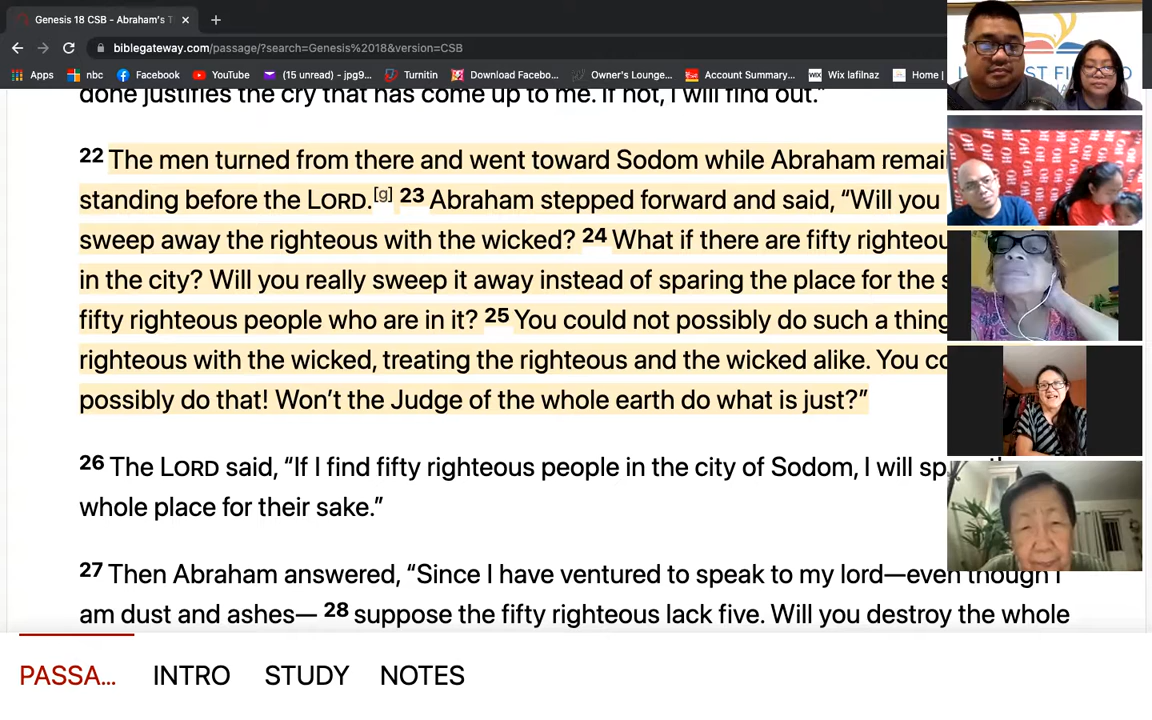 Genesis 18 CSB - Abraham's T
biblegateway.com/passage/?search=Genesis%2018&version=CSB
Apps nbc Facebook YouTube (15 unread) - jpg9... Turnitin Download Facebo... Owner's Lounge... Account Summary... WIX Wix lafilnaz Home |
done justifies the cry that has come up to me. If not, I will find out."
22 The men turned from there and went toward Sodom while Abraham remai
standing before the LORD.[g] 23 Abraham stepped forward and said, “Will you
sweep away the righteous with the wicked? 24 What if there are fifty righteou
in the city? Will you really sweep it away instead of sparing the place for the s
fifty righteous people who are in it? 25 You could not possibly do such a thing
righteous with the wicked, treating the righteous and the wicked alike. You co
possibly do that! Won’t the Judge of the whole earth do what is just?”
26 The LORD said, “If I find fifty righteous people in the city of Sodom, I will sp
whole place for their sake.”
27 Then Abraham answered, “Since I have ventured to speak to my lord—even though I
am dust and ashes— 28 suppose the fifty righteous lack five. Will you destroy the whole
PASSA... INTRO STUDY NOTES